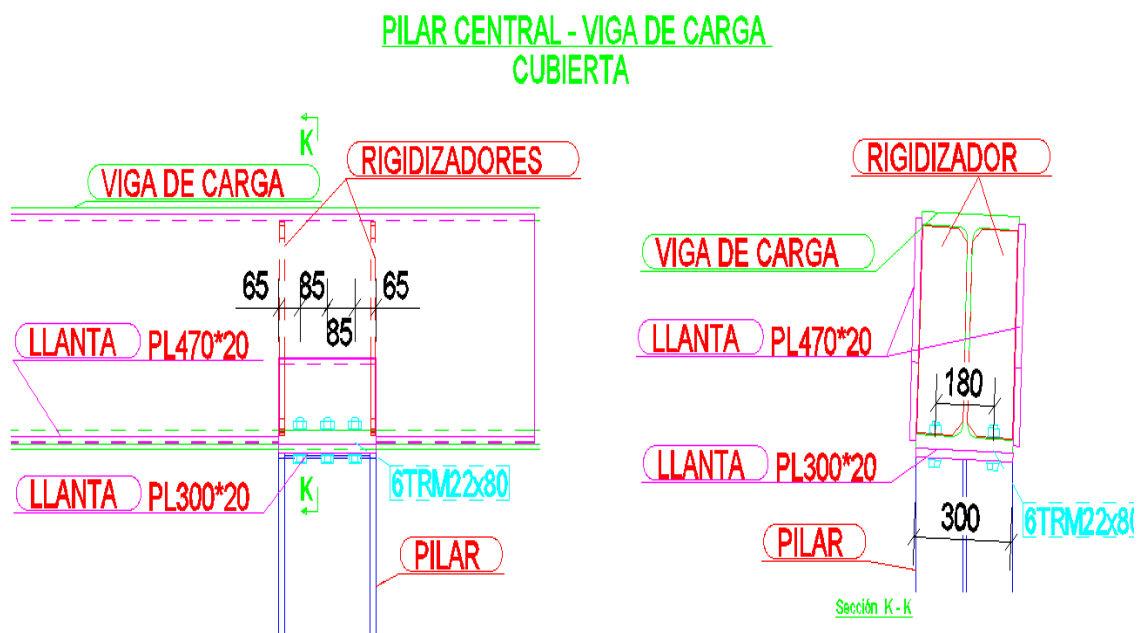 PILAR CENTRAL - VIGA DE CARGA
CUBIERTA
K
RIGIDIZADORES
VIGA DE CARGA
65
85
65
85
LLANTA PL470*20
LLANTA PL300*20
K
6TRM22x80
PILAR
RIGIDIZADOR
VIGA DE CARGA
LLANTA PL470*20
180
LLANTA PL300*20
300
6TRM22x80
PILAR
Sección K - K